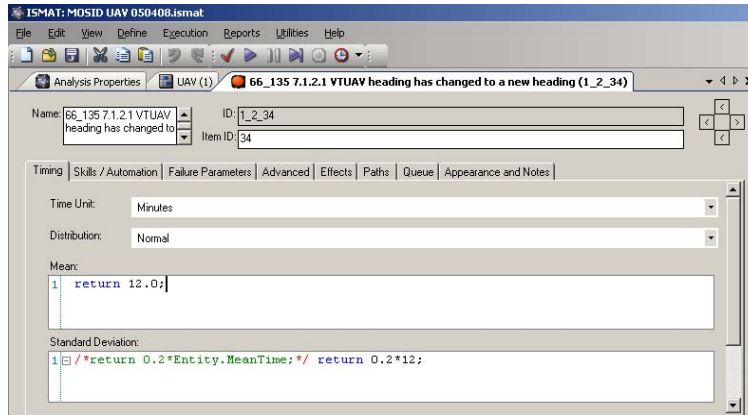 ISMAT: MOSID UAV 050408.ismat
File Edit View Define Execution Reports Utilities Help
Analysis Properties UAV (1) 66_135 7.1.2.1 VTUAV heading has changed to a new heading (1_2_34)
Name: 66_135 7.1.2.1 VTUAV heading has changed to
ID: 1_2_34
Item ID: 34
Timing Skills / Automation Failure Parameters Advanced Effects Paths Queue Appearance and Notes
Time Unit: Minutes
Distribution: Normal
Mean:
1 return 12.0;
Standard Deviation:
1 /*return 0.2*Entity.MeanTime;*/ return 0.2*12;